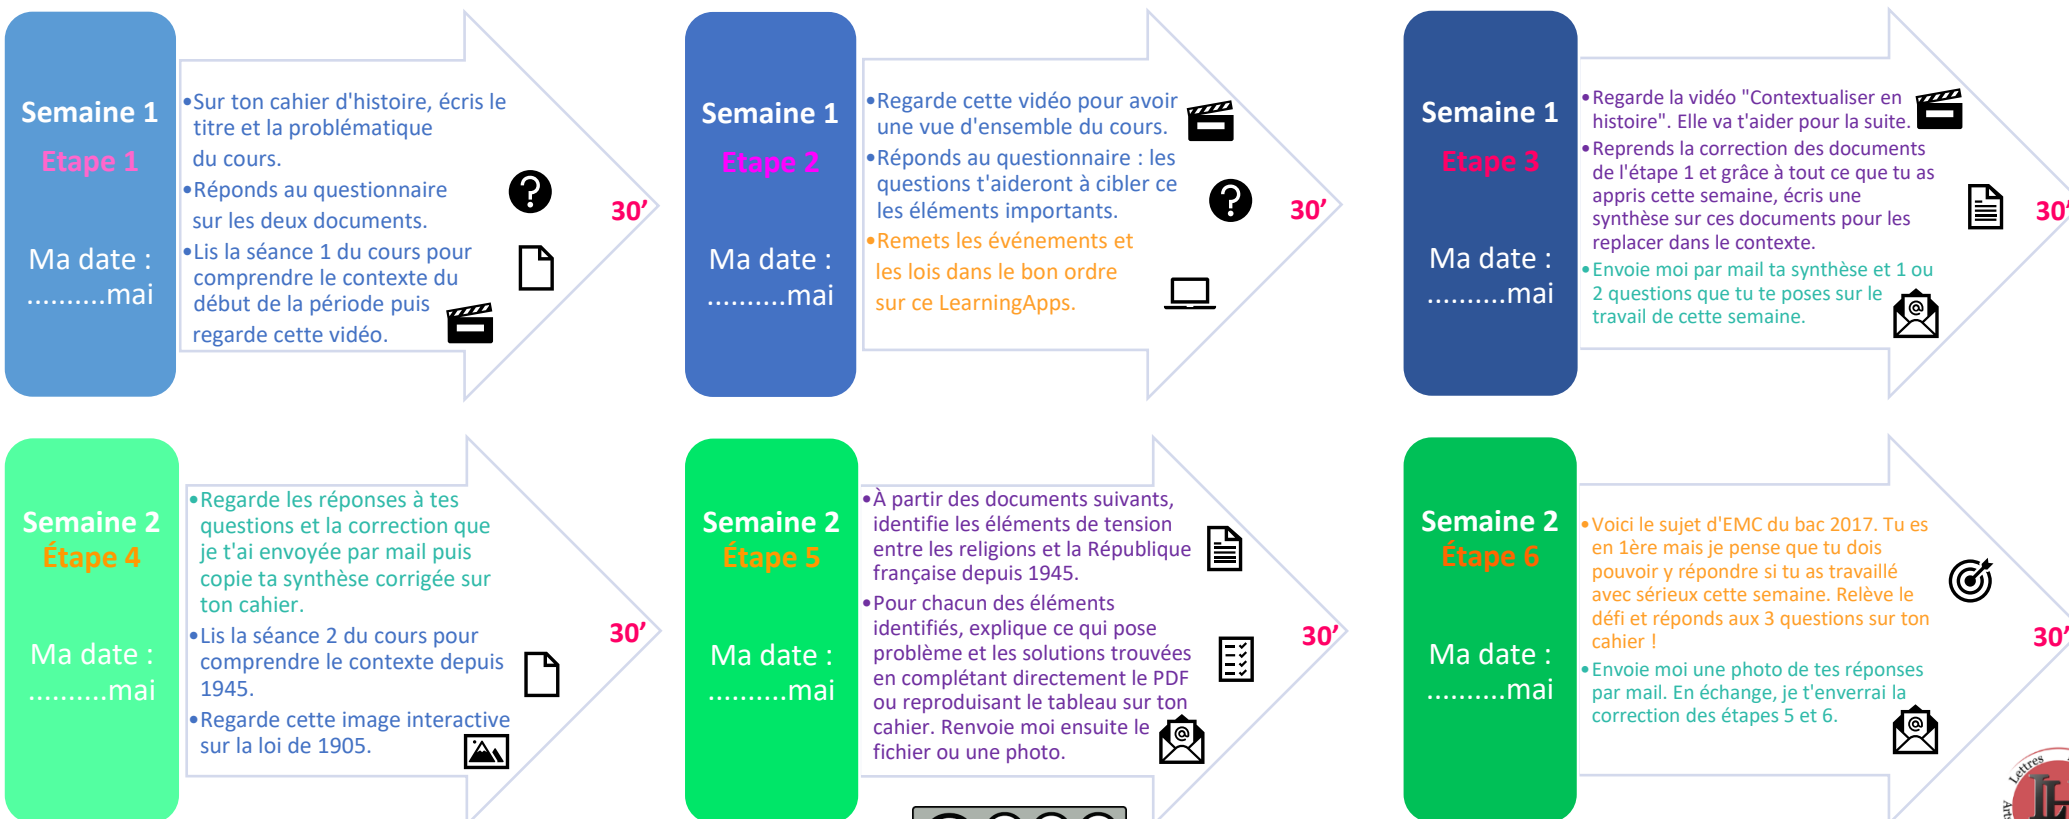 Semaine 1
Etape 1
Ma date :
..........mai
•Sur ton cahier d'histoire, écris le
titre et la problématique
du cours.
•Réponds au questionnaire
sur les deux documents.
•Lis la séance 1 du cours pour
comprendre le contexte du
début de la période puis
regarde cette vidéo.
30’
Semaine 1
Etape 2
Ma date :
..........mai
•Regarde cette vidéo pour avoir
une vue d'ensemble du cours.
•Réponds au questionnaire : les
questions t'aideront à cibler ce
les éléments importants.
•Remets les événements et
les lois dans le bon ordre
sur ce LearningApps.
30’
Semaine 1
Etape 3
Ma date :
..........mai
•Regarde la vidéo "Contextualiser en
histoire". Elle va t'aider pour la suite.
•Reprends la correction des documents
de l'étape 1 et grâce à tout ce que tu as
appris cette semaine, écris une
synthèse sur ces documents pour les
replacer dans le contexte.
•Envoie moi par mail ta synthèse et 1 ou
2 questions que tu te poses sur le
travail de cette semaine.
30’
Semaine 2
Étape 4
Ma date :
..........mai
•Regarde les réponses à tes
questions et la correction que
je t'ai envoyée par mail puis
copie ta synthèse corrigée sur
ton cahier.
•Lis la séance 2 du cours pour
comprendre le contexte depuis
1945.
•Regarde cette image interactive
sur la loi de 1905.
30’
Semaine 2
Étape 5
Ma date :
..........mai
•À partir des documents suivants,
identifie les éléments de tension
entre les religions et la République
française depuis 1945.
•Pour chacun des éléments
identifiés, explique ce qui pose
problème et les solutions trouvées
en complétant directement le PDF
ou reproduisant le tableau sur ton
cahier. Renvoie moi ensuite le
fichier ou une photo.
30’
Semaine 2
Étape 6
Ma date :
..........mai
•Voici le sujet d'EMC du bac 2017. Tu es
en 1ère mais je pense que tu dois
pouvoir y répondre si tu as travaillé
avec sérieux cette semaine. Relève le
défi et réponds aux 3 questions sur ton
cahier !
•Envoie moi une photo de tes réponses
par mail. En échange, je t'enverrai la
correction des étapes 5 et 6.
30’
Lettres